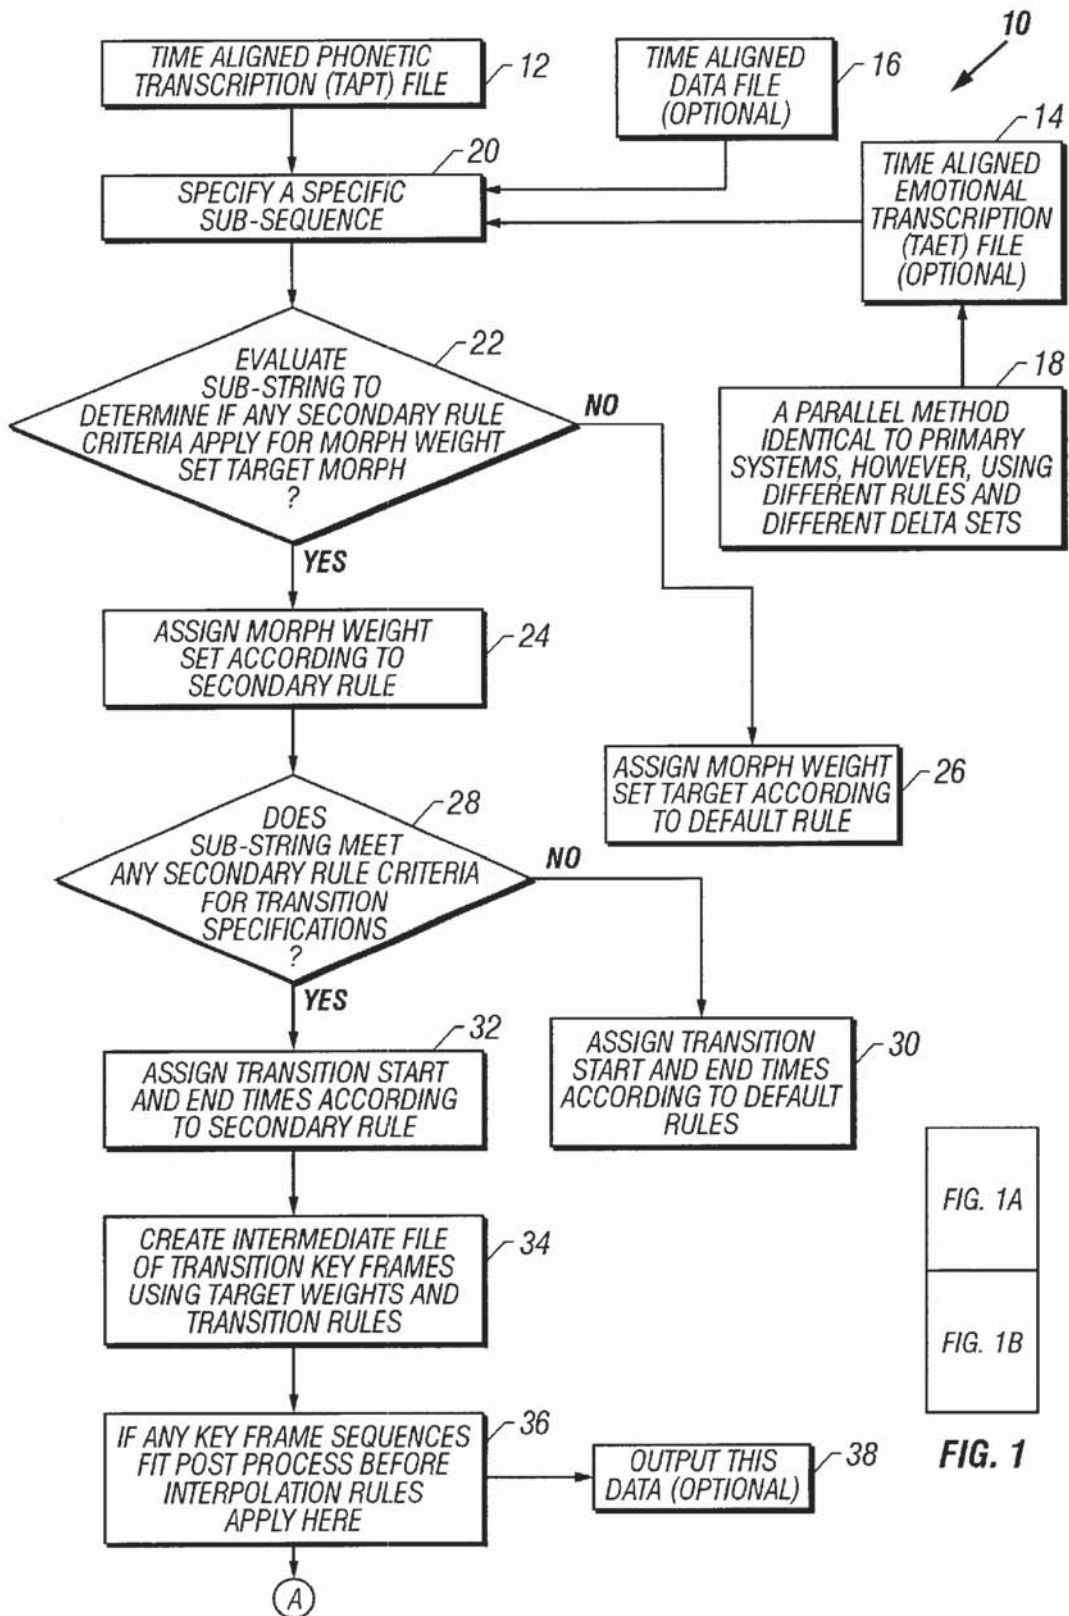 10
TIME ALIGNED PHONETIC
TRANSCRIPTION (TAPT) FILE
12
TIME ALIGNED
DATA FILE
(OPTIONAL)
16
14
TIME ALIGNED
EMOTIONAL
TRANSCRIPTION
(TAET) FILE
(OPTIONAL)
20
SPECIFY A SPECIFIC
SUB-SEQUENCE
22
EVALUATE
SUB-STRING TO
DETERMINE IF ANY SECONDARY RULE
CRITERIA APPLY FOR MORPH WEIGHT
SET TARGET MORPH
?
NO
YES
18
A PARALLEL METHOD
IDENTICAL TO PRIMARY
SYSTEMS, HOWEVER, USING
DIFFERENT RULES AND
DIFFERENT DELTA SETS
ASSIGN MORPH WEIGHT
SET ACCORDING TO
SECONDARY RULE
24
ASSIGN MORPH WEIGHT
SET TARGET ACCORDING
TO DEFAULT RULE
26
28
DOES
SUB-STRING MEET
ANY SECONDARY RULE CRITERIA
FOR TRANSITION
SPECIFICATIONS
?
NO
YES
32
ASSIGN TRANSITION START
AND END TIMES ACCORDING
TO SECONDARY RULE
ASSIGN TRANSITION
START AND END TIMES
ACCORDING TO DEFAULT
RULES
30
CREATE INTERMEDIATE FILE
OF TRANSITION KEY FRAMES
USING TARGET WEIGHTS AND
TRANSITION RULES
34
IF ANY KEY FRAME SEQUENCES
FIT POST PROCESS BEFORE
INTERPOLATION RULES
APPLY HERE
36
OUTPUT THIS
DATA (OPTIONAL)
38
A
FIG. 1A
FIG. 1B
FIG. 1